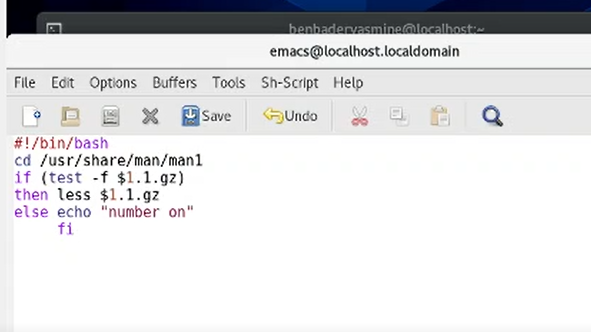 benbaderyasmine@localhost:~
emacs@localhost.localdomain
File Edit Options Buffers Tools Sh-Script Help
Save Undo
#!/bin/bash
cd /usr/share/man/man1
if (test -f $1.1.gz)
then less $1.1.gz
else echo "number on"
fi